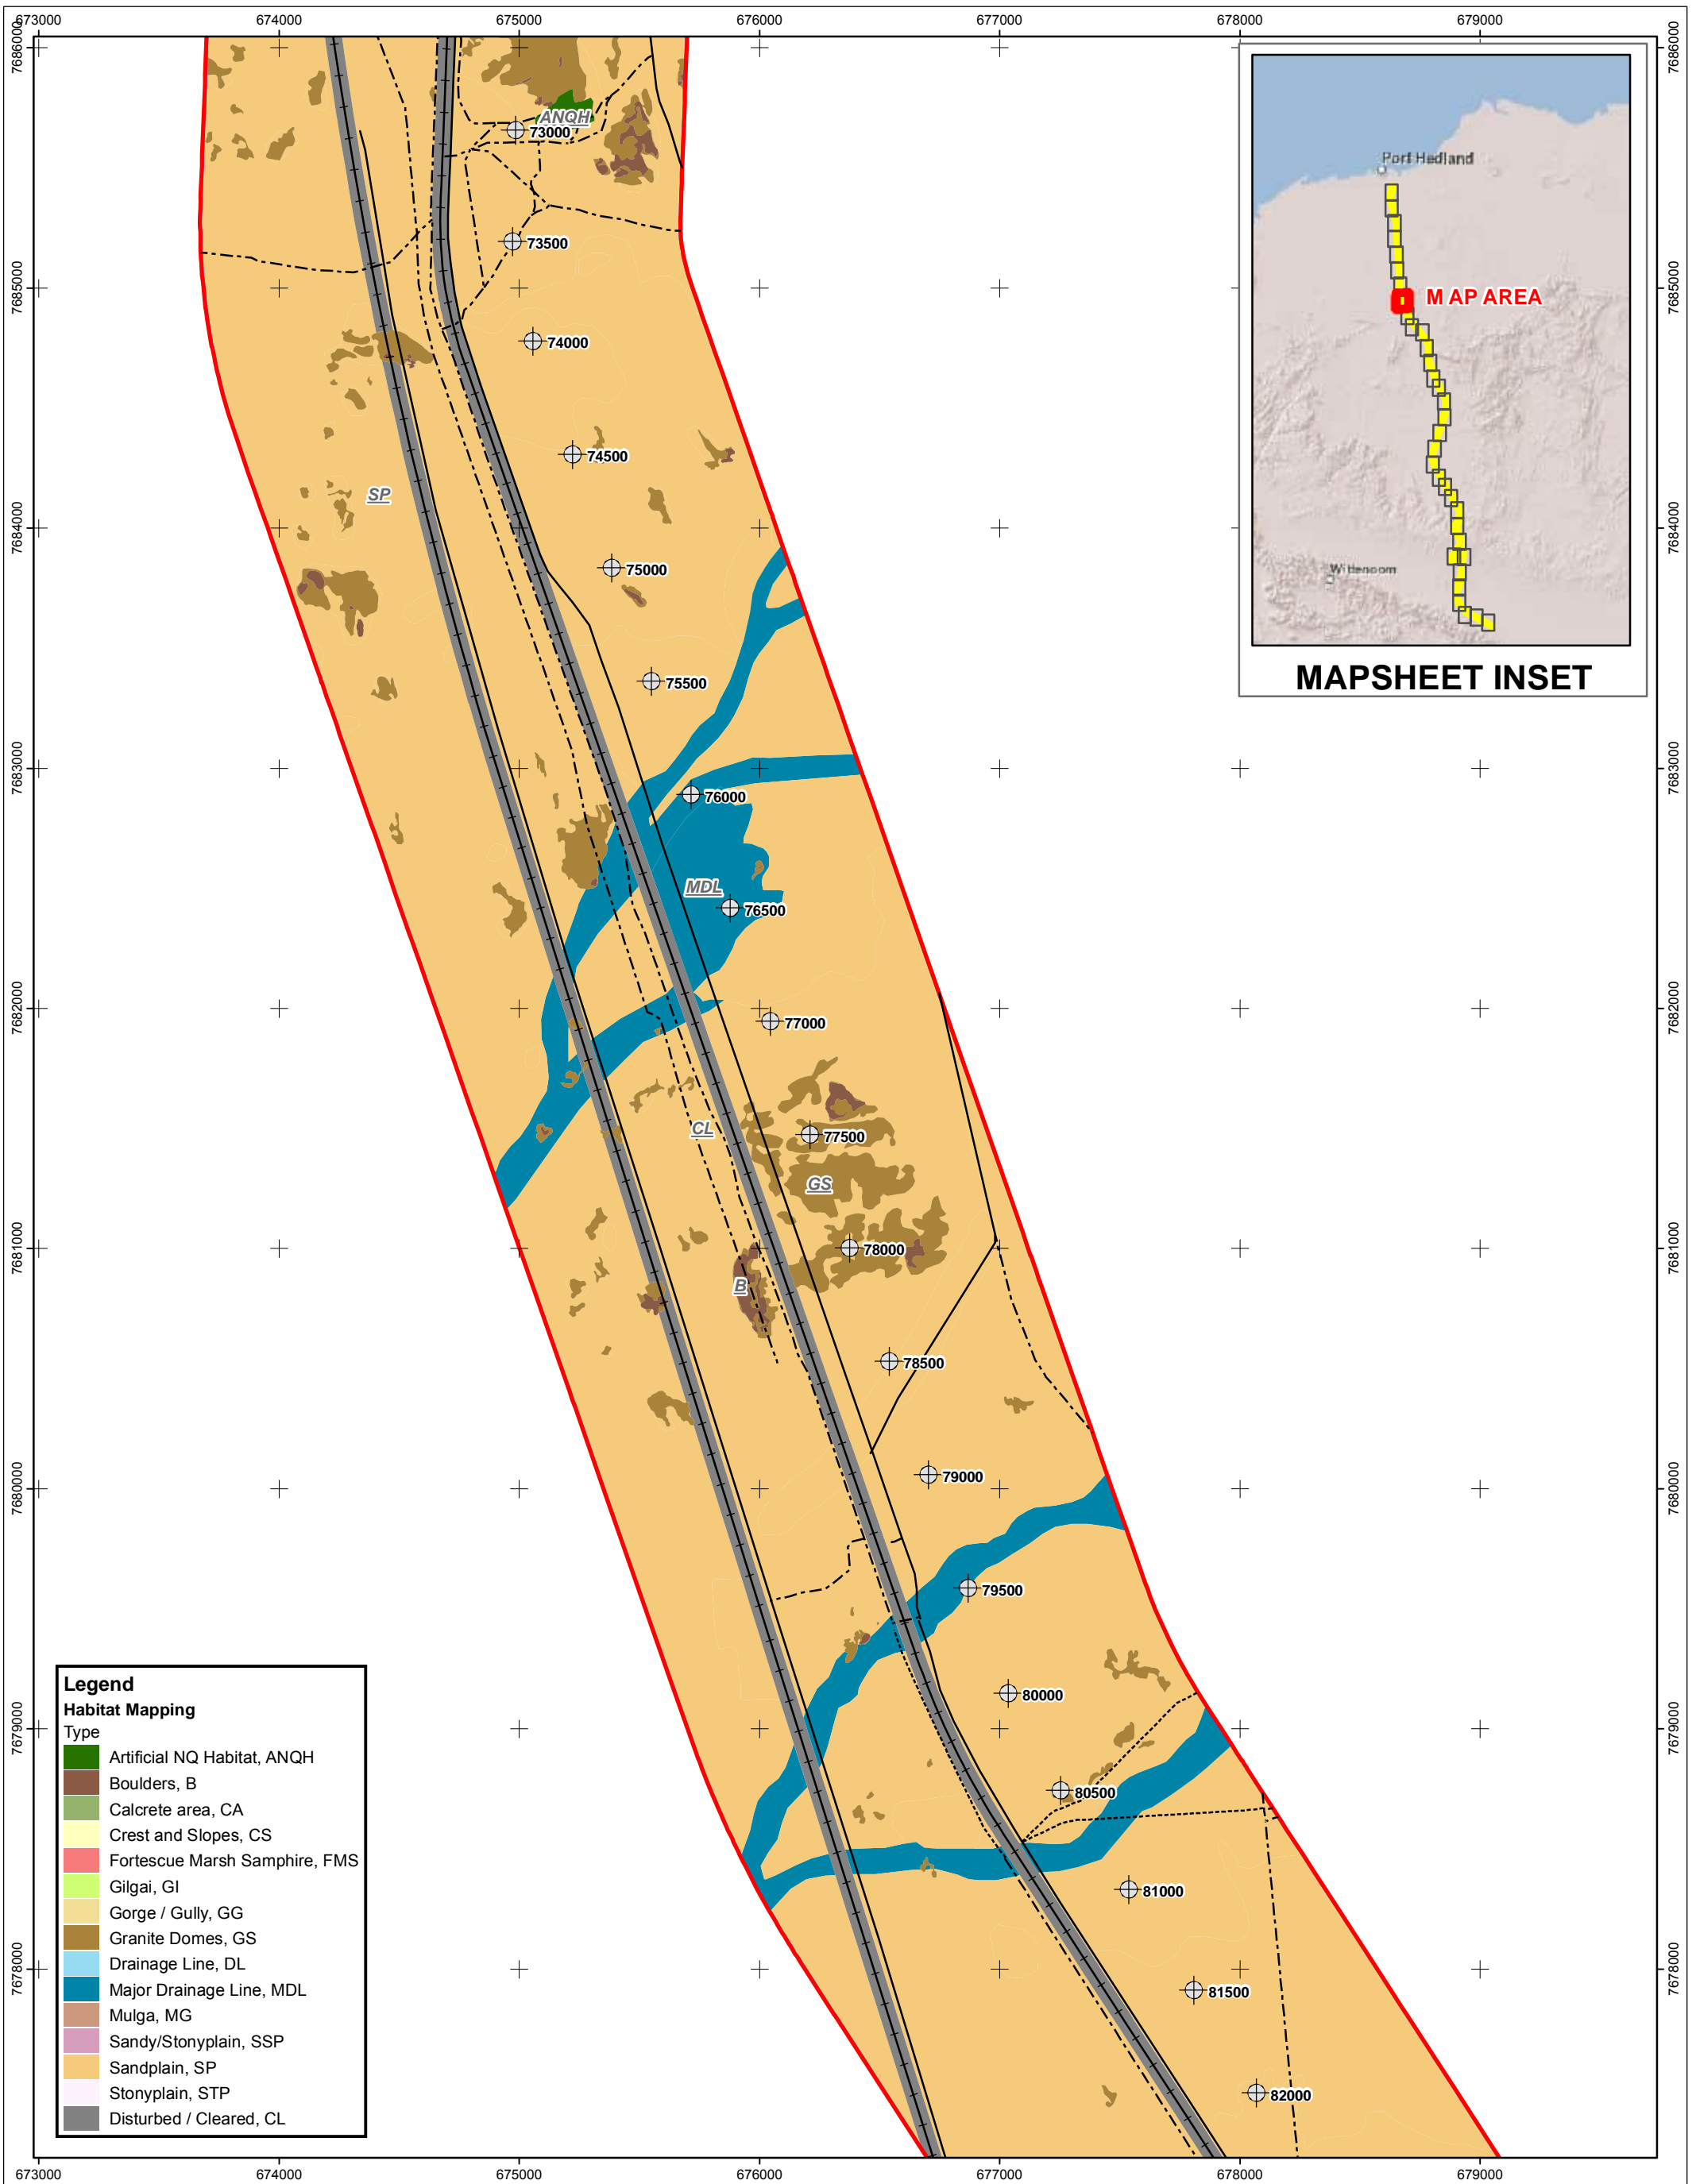 673000
674000
675000
676000
677000
678000
679000
7686000
7686000
Port Hedland
ANQH
73000
73500
7685000
7685000
MAP AREA
74000
74500
SP
7684000
7684000
75000
Wittenoom
75500
MAPSHEET INSET
7683000
7683000
76000
MDL
76500
7682000
7682000
77000
CL
77500
GS
7681000
7681000
78000
B
78500
79000
7680000
7680000
79500
80000
7679000
7679000
80500
81000
7678000
7678000
81500
82000
Legend
Habitat Mapping
Type
Artificial NQ Habitat, ANQH
Boulders, B
Calcrete area, CA
Crest and Slopes, CS
Fortescue Marsh Samphire, FMS
Gilgai, GI
Gorge / Gully, GG
Granite Domes, GS
Drainage Line, DL
Major Drainage Line, MDL
Mulga, MG
Sandy/Stonyplain, SSP
Sandplain, SP
Stonyplain, STP
Disturbed / Cleared, CL
673000
674000
675000
676000
677000
678000
679000